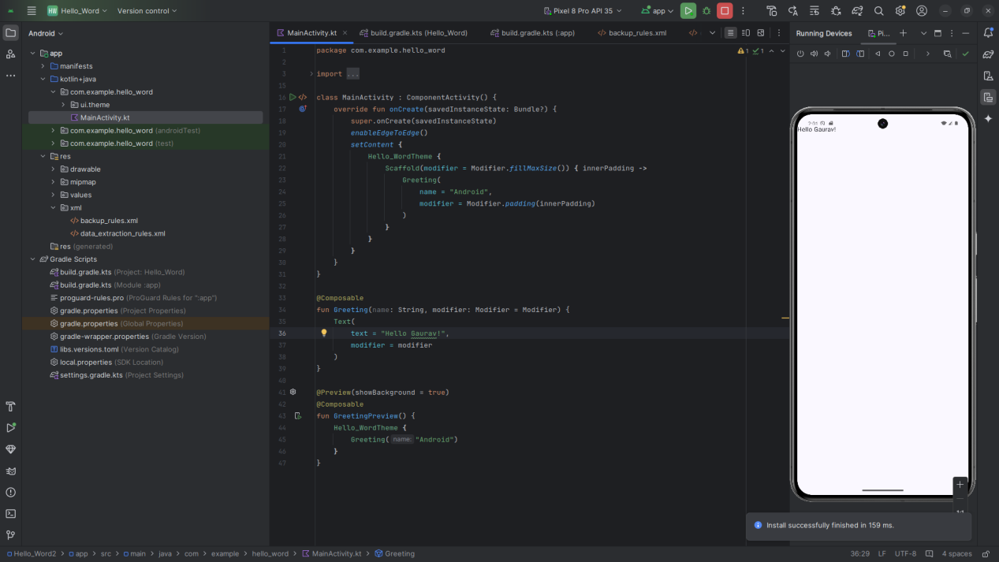 HW Hello_Word Version control Pixel 8 Pro API 35 app
Android
app
manifests
kotlin+java
com.example.hello_word
ui.theme
MainActivity.kt
com.example.hello_word (androidTest)
com.example.hello_word (test)
res
drawable
mipmap
values
xml
backup_rules.xml
data_extraction_rules.xml
res (generated)
Gradle Scripts
build.gradle.kts (Project: Hello_Word)
build.gradle.kts (Module :app)
proguard-rules.pro (ProGuard Rules for ":app")
gradle.properties (Project Properties)
gradle.properties (Global Properties)
gradle-wrapper.properties (Gradle Version)
libs.versions.toml (Version Catalog)
local.properties (SDK Location)
settings.gradle.kts (Project Settings)
MainActivity.kt build.gradle.kts (Hello_Word) build.gradle.kts (:app) backup_rules.xml
1 package com.example.hello_word
2
3 import ...
15
16 class MainActivity : ComponentActivity() {
17 override fun onCreate(savedInstanceState: Bundle?) {
18 super.onCreate(savedInstanceState)
19 enableEdgeToEdge()
20 setContent {
21 Hello_WordTheme {
22 Scaffold(modifier = Modifier.fillMaxSize()) { innerPadding ->
23 Greeting(
24 name = "Android",
25 modifier = Modifier.padding(innerPadding)
26 )
27 }
28 }
29 }
30 }
31 }
32
33 @Composable
34 fun Greeting(name: String, modifier: Modifier = Modifier) {
35 Text(
36 text = "Hello Gaurav!",
37 modifier = modifier
38 )
39 }
40
41 @Preview(showBackground = true)
42 @Composable
43 fun GreetingPreview() {
44 Hello_WordTheme {
45 Greeting( name: "Android")
46 }
47 }
1 1
Running Devices Pi...
Hello Gaurav!
1:1
Install successfully finished in 159 ms.
Hello_Word2 > app > src > main > java > com > example > hello_word > MainActivity.kt > Greeting 36:29 LF UTF-8 4 spaces